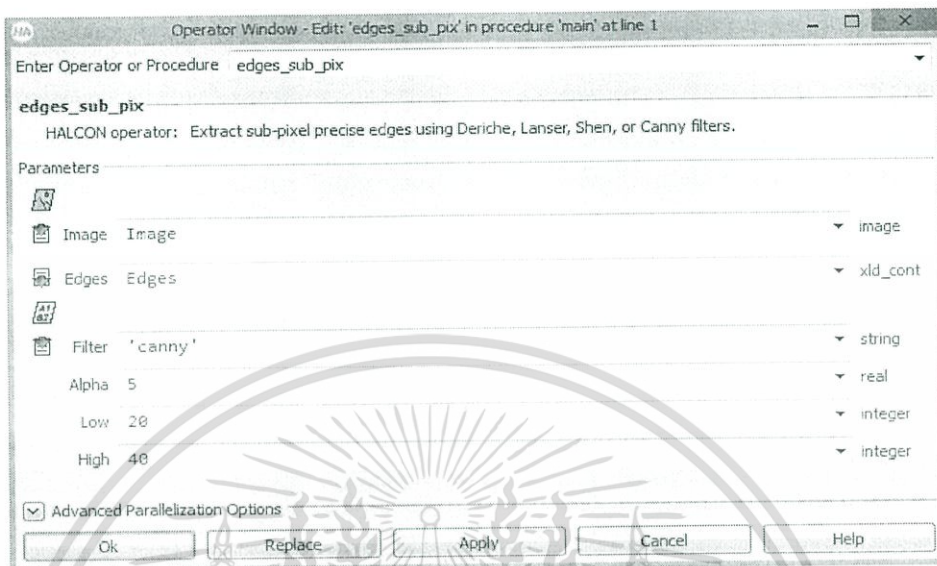 HA Operator Window - Edit: 'edges_sub_pix' in procedure 'main' at line 1
Enter Operator or Procedure edges_sub_pix
edges_sub_pix
HALCON operator: Extract sub-pixel precise edges using Deriche, Lanser, Shen, or Canny filters.
Parameters
Image Image image
Edges Edges xld_cont
Filter 'canny' string
Alpha 5 real
Low 20 integer
High 40 integer
Advanced Parallelization Options
Ok Replace Apply Cancel Help